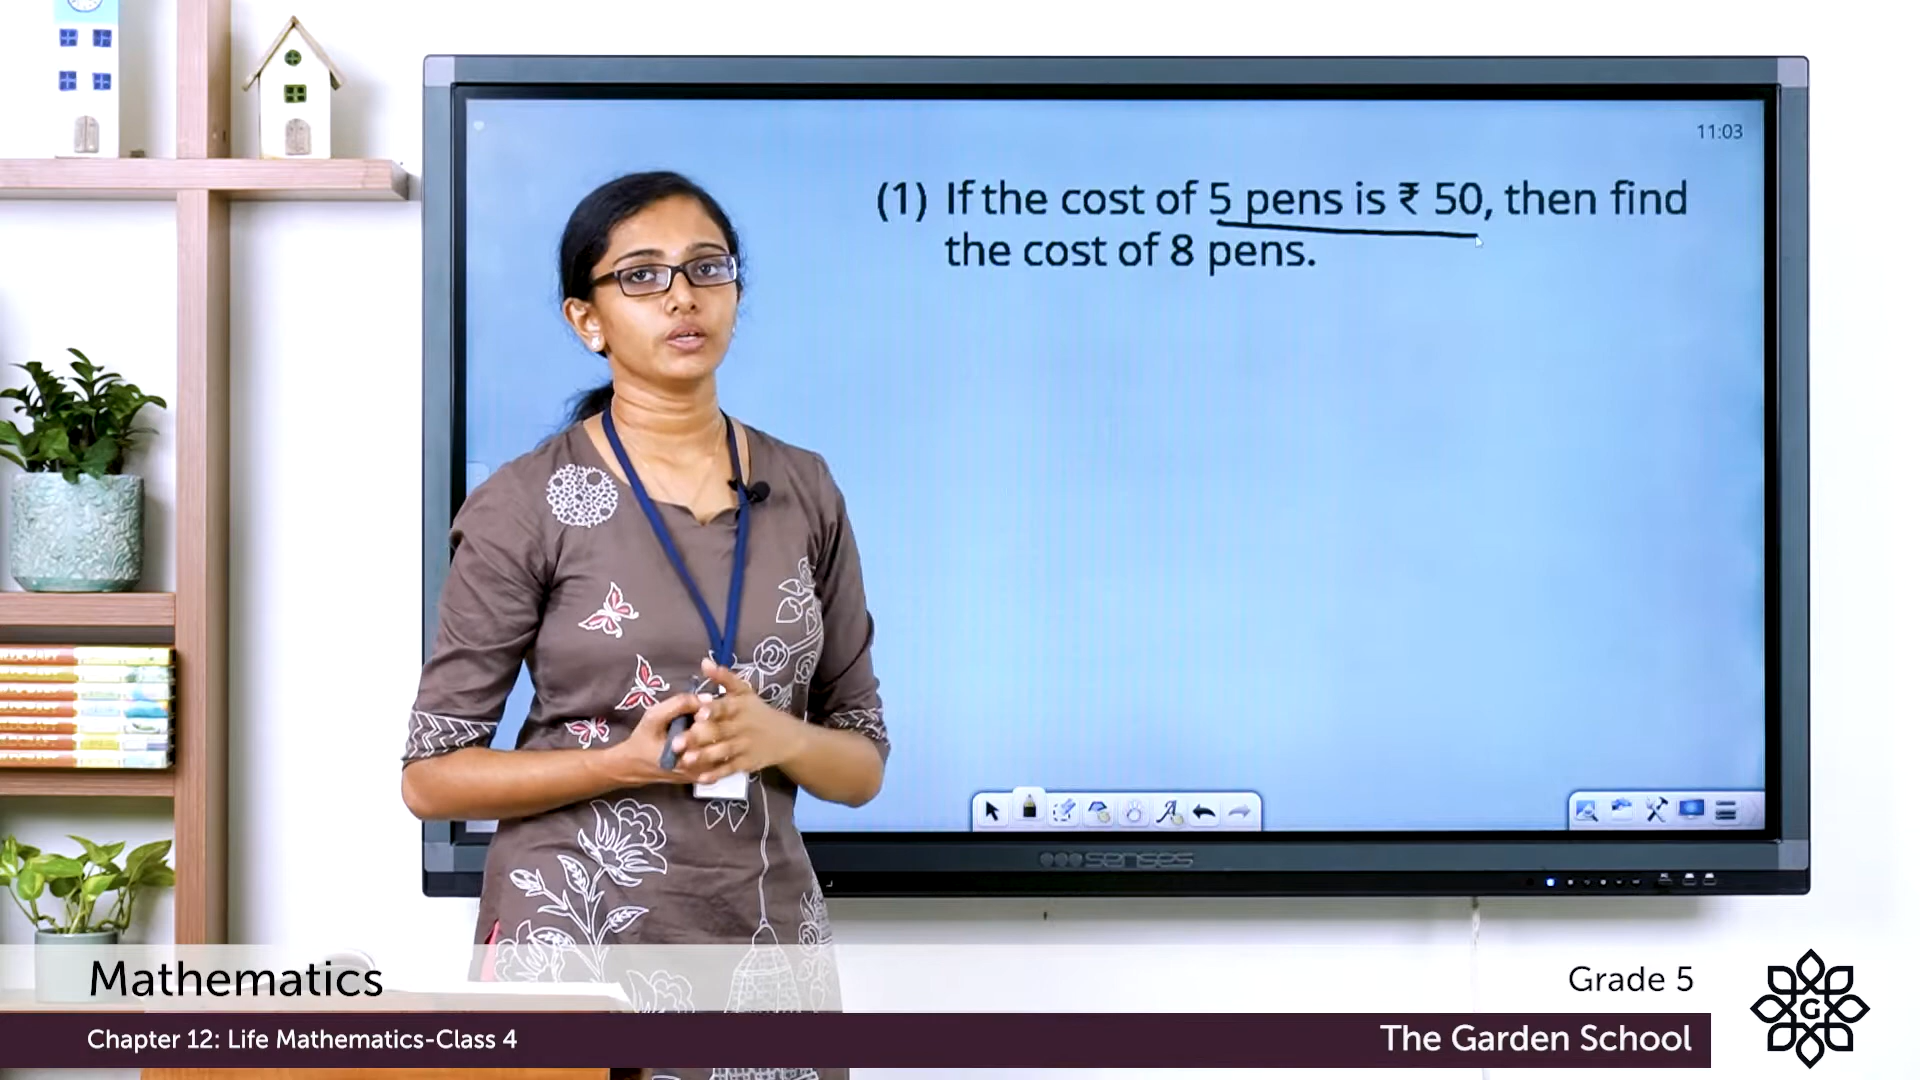 11:03
(1) If the cost of 5 pens is ₹ 50, then find
the cost of 8 pens.
senses
Mathematics
Grade 5
Chapter 12: Life Mathematics-Class 4
The Garden School
G